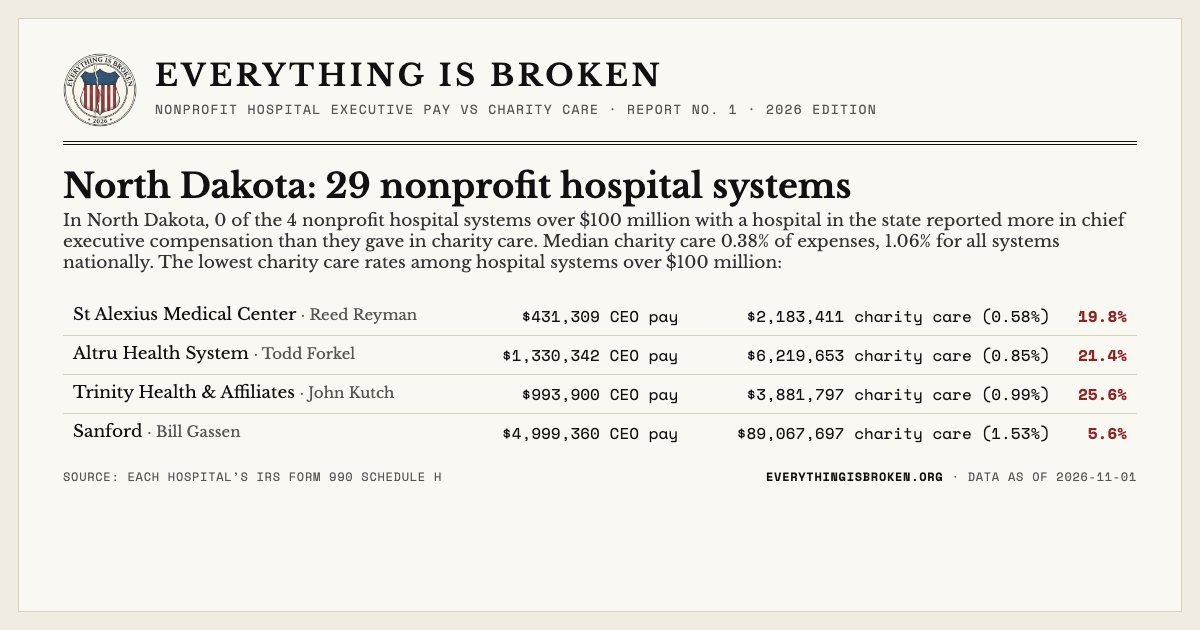 EVERYTHING IS BROKEN
· 2026 ·
EVERYTHING IS BROKEN
NONPROFIT HOSPITAL EXECUTIVE PAY VS CHARITY CARE · REPORT NO. 1 · 2026 EDITION
North Dakota: 29 nonprofit hospital systems
In North Dakota, 0 of the 4 nonprofit hospital systems over $100 million with a hospital in the state reported more in chief
executive compensation than they gave in charity care. Median charity care 0.38% of expenses, 1.06% for all systems
nationally. The lowest charity care rates among hospital systems over $100 million:
St Alexius Medical Center · Reed Reyman $431,309 CEO pay $2,183,411 charity care (0.58%) 19.8%
Altru Health System · Todd Forkel $1,330,342 CEO pay $6,219,653 charity care (0.85%) 21.4%
Trinity Health & Affiliates · John Kutch $993,900 CEO pay $3,881,797 charity care (0.99%) 25.6%
Sanford · Bill Gassen $4,999,360 CEO pay $89,067,697 charity care (1.53%) 5.6%
SOURCE: EACH HOSPITAL'S IRS FORM 990 SCHEDULE H EVERYTHINGISBROKEN.ORG · DATA AS OF 2026-11-01